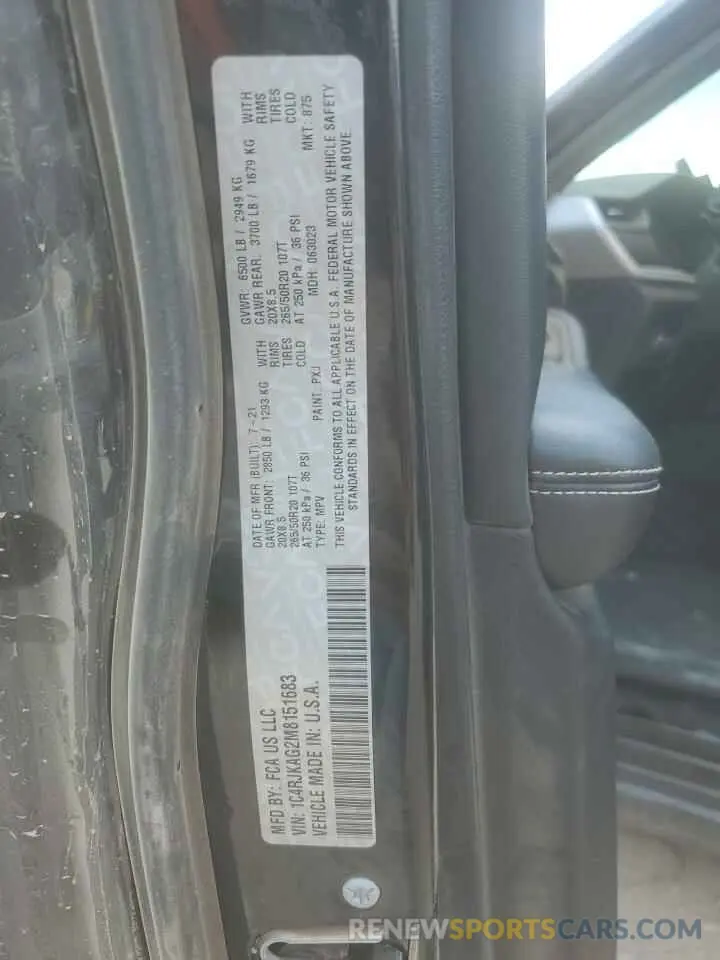 MFD BY: FCA US LLC
VIN: 1C4RJKAG2M8151683
VEHICLE MADE IN: U.S.A.
DATE OF MFR (BUILT): 7-21
GVWR: 6500 LB / 2949 KG
GAWR FRONT: 2850 LB / 1293 KG WITH
GAWR REAR: 3700 LB / 1679 KG WITH
20X8.5 RIMS
20X8.5 RIMS
265/50R20 107T TIRES
265/50R20 107T TIRES
AT 250 kPa / 36 PSI COLD
AT 250 kPa / 36 PSI COLD
TYPE: MPV PAINT: PXJ MDH: 063023 MKT: 875
THIS VEHICLE CONFORMS TO ALL APPLICABLE U.S.A. FEDERAL MOTOR VEHICLE SAFETY
STANDARDS IN EFFECT ON THE DATE OF MANUFACTURE SHOWN ABOVE.
RENEWSPORTSCARS.COM